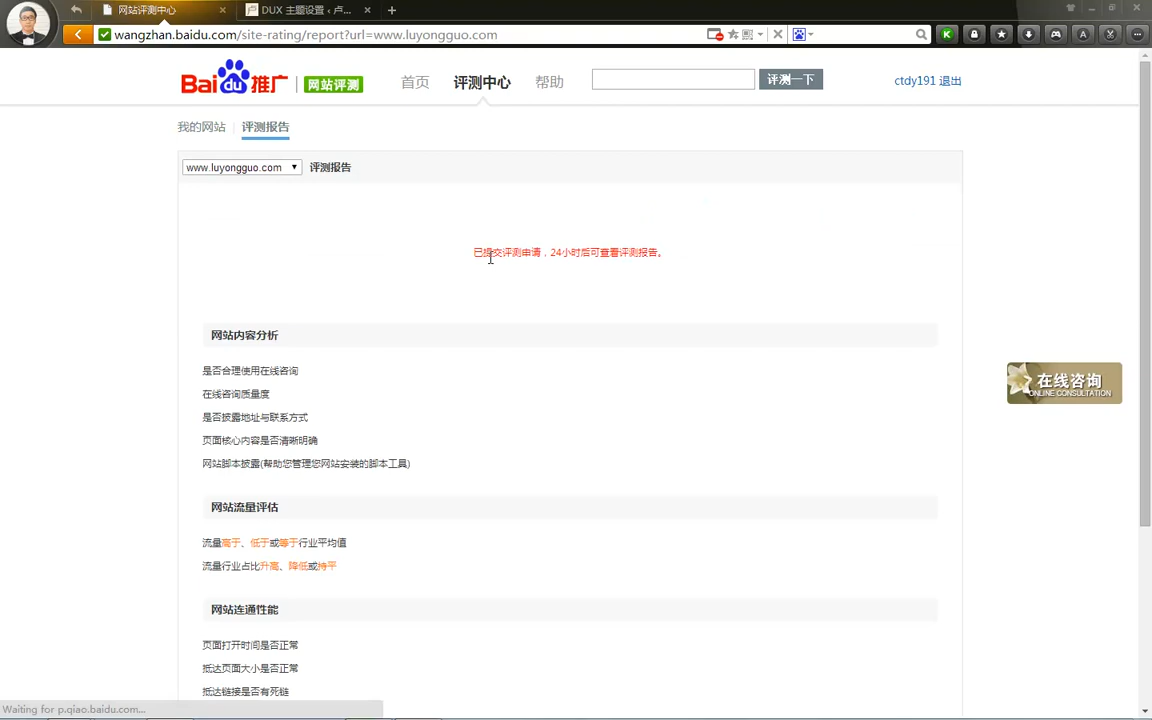 网站评测中心
DUX 主题设置 ‹ 卢...
wangzhan.baidu.com/site-rating/report?url=www.luyongguo.com
Bai du 推广 网站评测
首页 评测中心 帮助 评测一下
ctdy191 退出
我的网站 评测报告
www.luyongguo.com 评测报告
已提交评测申请，24小时后可查看评测报告。
网站内容分析
是否合理使用在线咨询
在线咨询质量度
是否披露地址与联系方式
页面核心内容是否清晰明确
网站脚本披露(帮助您管理您网站安装的脚本工具)
在线咨询
ONLINE CONSULTATION
网站流量评估
流量高于、低于或等于行业平均值
流量行业占比升高、降低或持平
网站连通性能
页面打开时间是否正常
抵达页面大小是否正常
抵达链接是否有死链
Waiting for p.qiao.baidu.com...